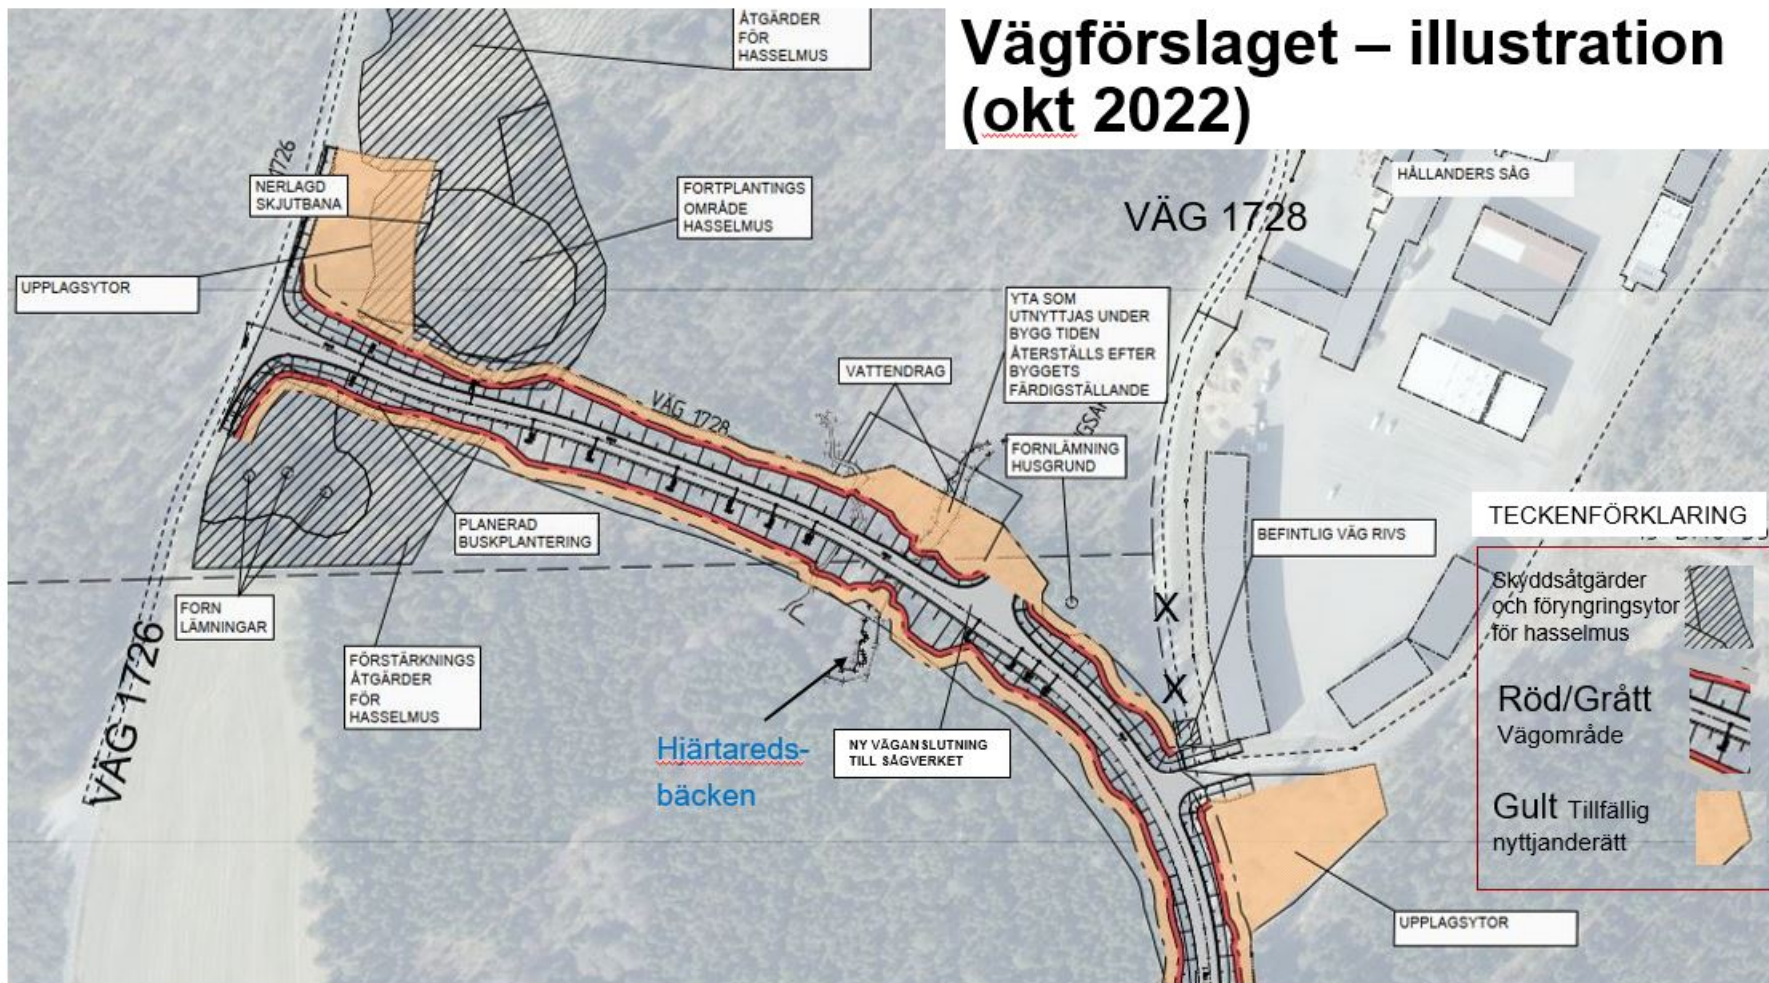 Vägförslaget – illustration
(okt 2022)
ÅTGÄRDER
FÖR
HASSELMUS
1726
NERLAGD
SKJUTBANA
FORTPLANTINGS
OMRÅDE
HASSELMUS
VÄG 1728
HÅLLANDERS SÅG
UPPLAGSYTOR
YTA SOM
UTNYTTJAS UNDER
BYGG TIDEN
ÅTERSTÄLLS EFTER
BYGGETS
FÄRDIGSTÄLLANDE
VATTENDRAG
VÄG 1728
FORNLÄMNING
HUSGRUND
PLANERAD
BUSKPLANTERING
BEFINTLIG VÄG RIVS
FORN
LÄMNINGAR
VÄG 1726
FÖRSTÄRKNINGS
ÅTGÄRDER
FÖR
HASSELMUS
X
X
Hjärtareds-
bäcken
NY VÄGANSLUTNING
TILL SÅGVERKET
UPPLAGSYTOR
TECKENFÖRKLARING
Skyddsåtgärder
och föryngringsytor
för hasselmus
Röd/Grått
Vägområde
Gult Tillfällig
nyttjanderätt